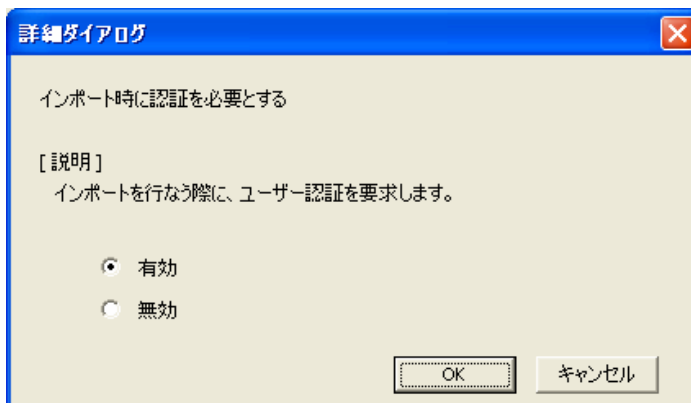 詳細ダイアログ
インポート時に認証を必要とする
[説明]
インポートを行なう際に、ユーザー認証を要求します。
有効
無効
OK
キャンセル